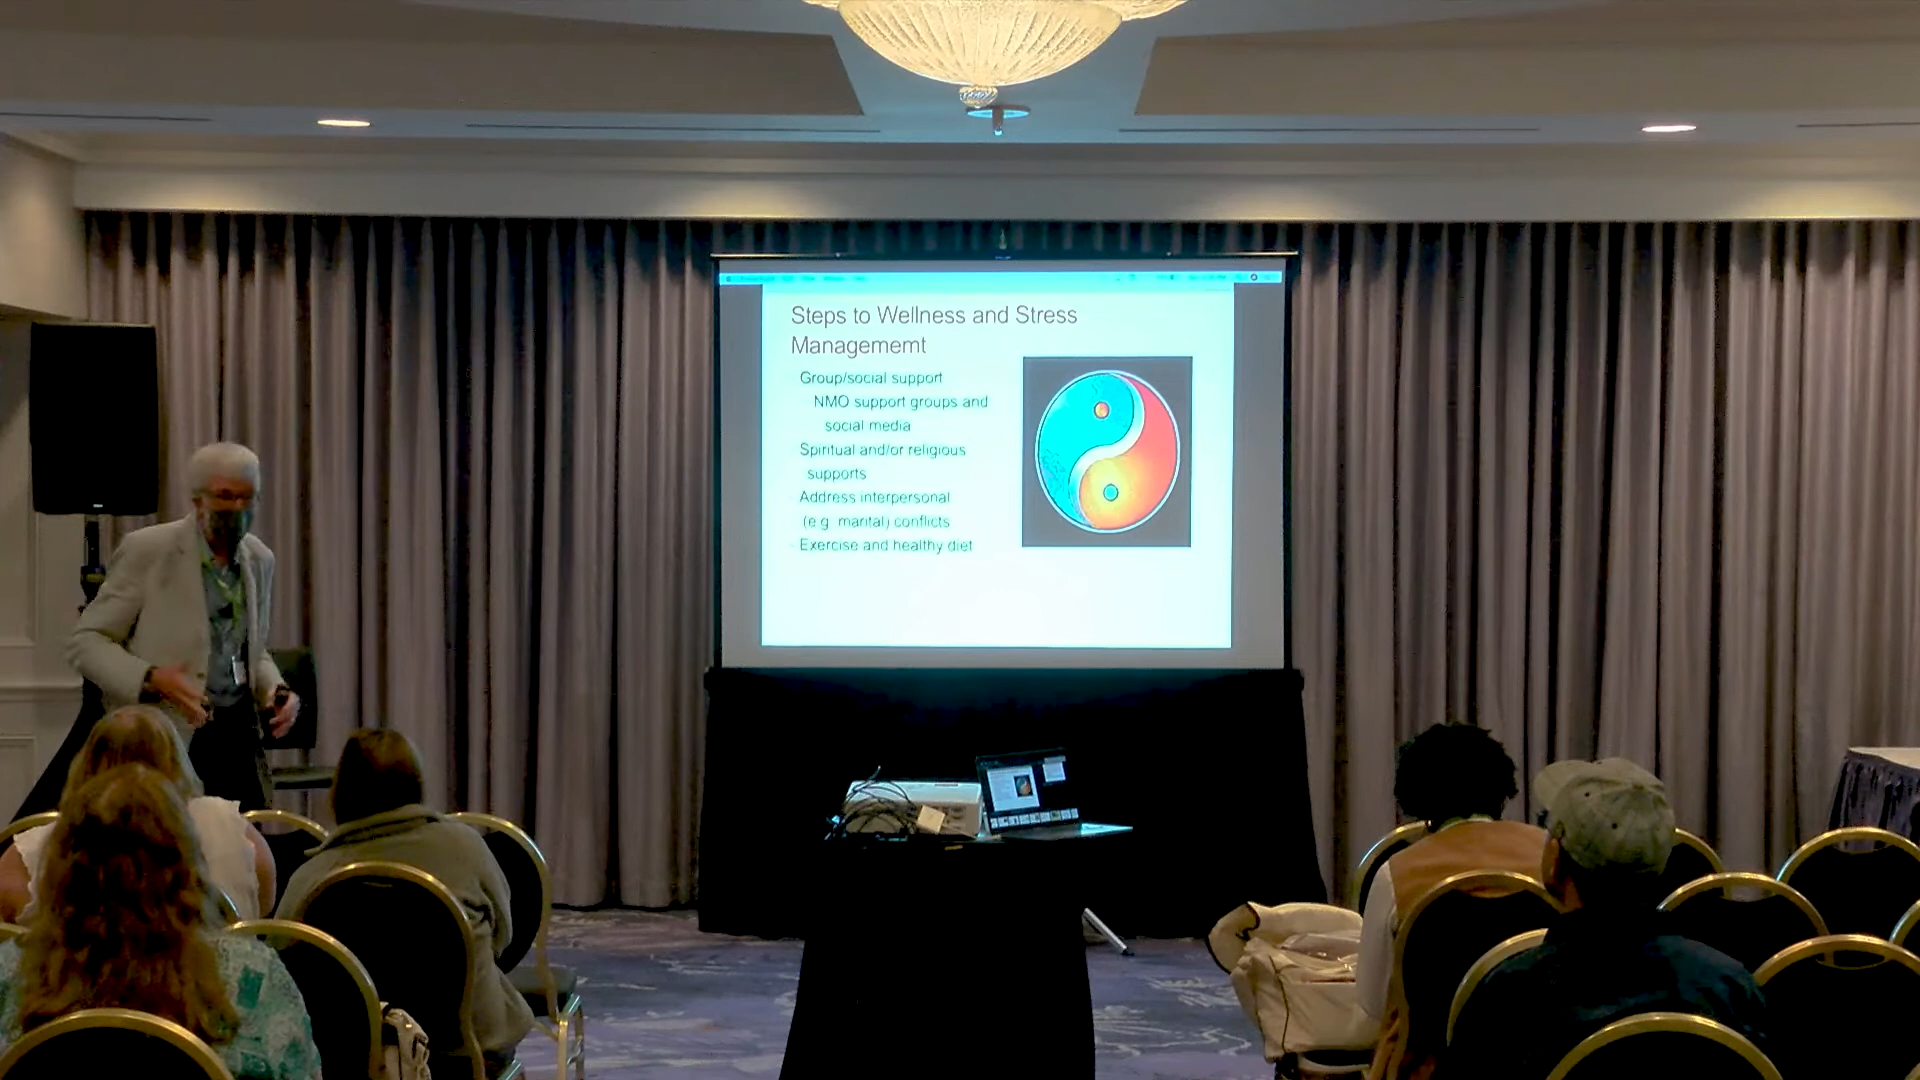 Steps to Wellness and Stress
Managememt
Group/social support
NMO support groups and
social media
Spiritual and/or religious
supports
Address interpersonal
(e.g. marital) conflicts
Exercise and healthy diet